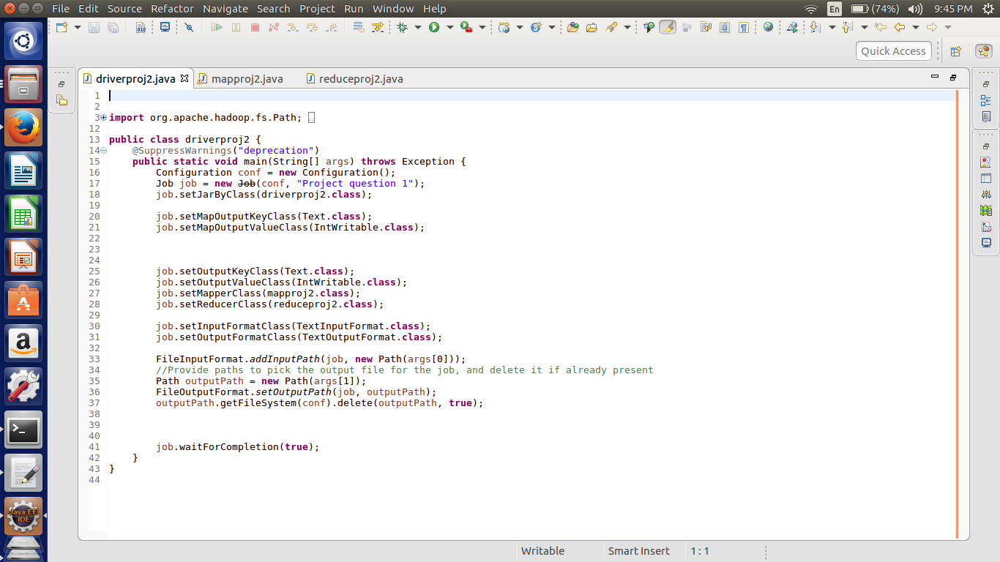 File Edit Source Refactor Navigate Search Project Run Window Help
En (74%) 9:45 PM
010
Quick Access
driverproj2.java mapproj2.java reduceproj2.java
1
2
3 import org.apache.hadoop.fs.Path;
12
13 public class driverproj2 {
14 @SuppressWarnings("deprecation")
15 public static void main(String[] args) throws Exception {
16 Configuration conf = new Configuration();
17 Job job = new Job(conf, "Project question 1");
18 job.setJarByClass(driverproj2.class);
19
20 job.setMapOutputKeyClass(Text.class);
21 job.setMapOutputValueClass(IntWritable.class);
22
23
24
25 job.setOutputKeyClass(Text.class);
26 job.setOutputValueClass(IntWritable.class);
27 job.setMapperClass(mapproj2.class);
28 job.setReducerClass(reduceproj2.class);
29
30 job.setInputFormatClass(TextInputFormat.class);
31 job.setOutputFormatClass(TextOutputFormat.class);
32
33 FileInputFormat.addInputPath(job, new Path(args[0]));
34 //Provide paths to pick the output file for the job, and delete it if already present
35 Path outputPath = new Path(args[1]);
36 FileOutputFormat.setOutputPath(job, outputPath);
37 outputPath.getFileSystem(conf).delete(outputPath, true);
38
39
40
41 job.waitForCompletion(true);
42 }
43 }
44
Java EE
IDE
Writable Smart Insert 1 : 1